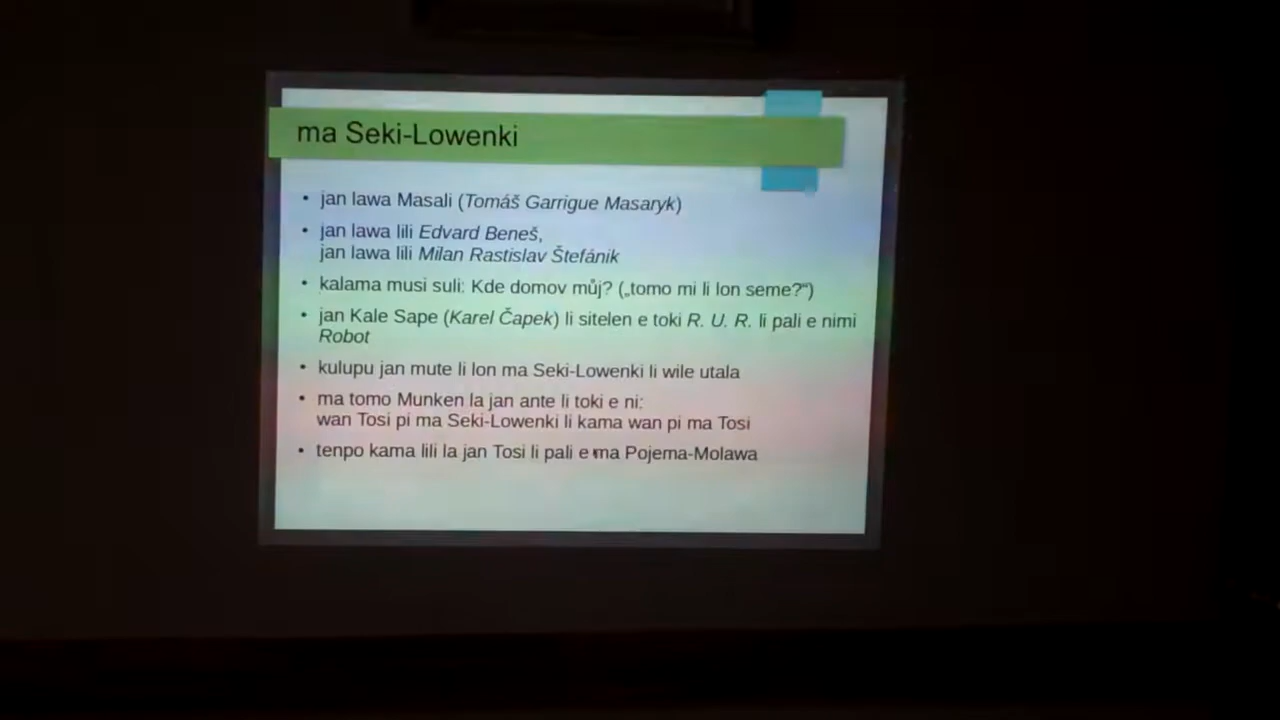 ma Seki-Lowenki
• jan lawa Masali (Tomáš Garrigue Masaryk)
• jan lawa lili Edvard Beneš,
jan lawa lili Milan Rastislav Štefánik
• kalama musi suli: Kde domov můj? („tomo mi li lon seme?“)
• jan Kale Sape (Karel Čapek) li sitelen e toki R. U. R. li pali e nimi
Robot
• kulupu jan mute li lon ma Seki-Lowenki li wile utala
• ma tomo Munken la jan ante li toki e ni:
wan Tosi pi ma Seki-Lowenki li kama wan pi ma Tosi
• tenpo kama lili la jan Tosi li pali e ma Pojema-Molawa